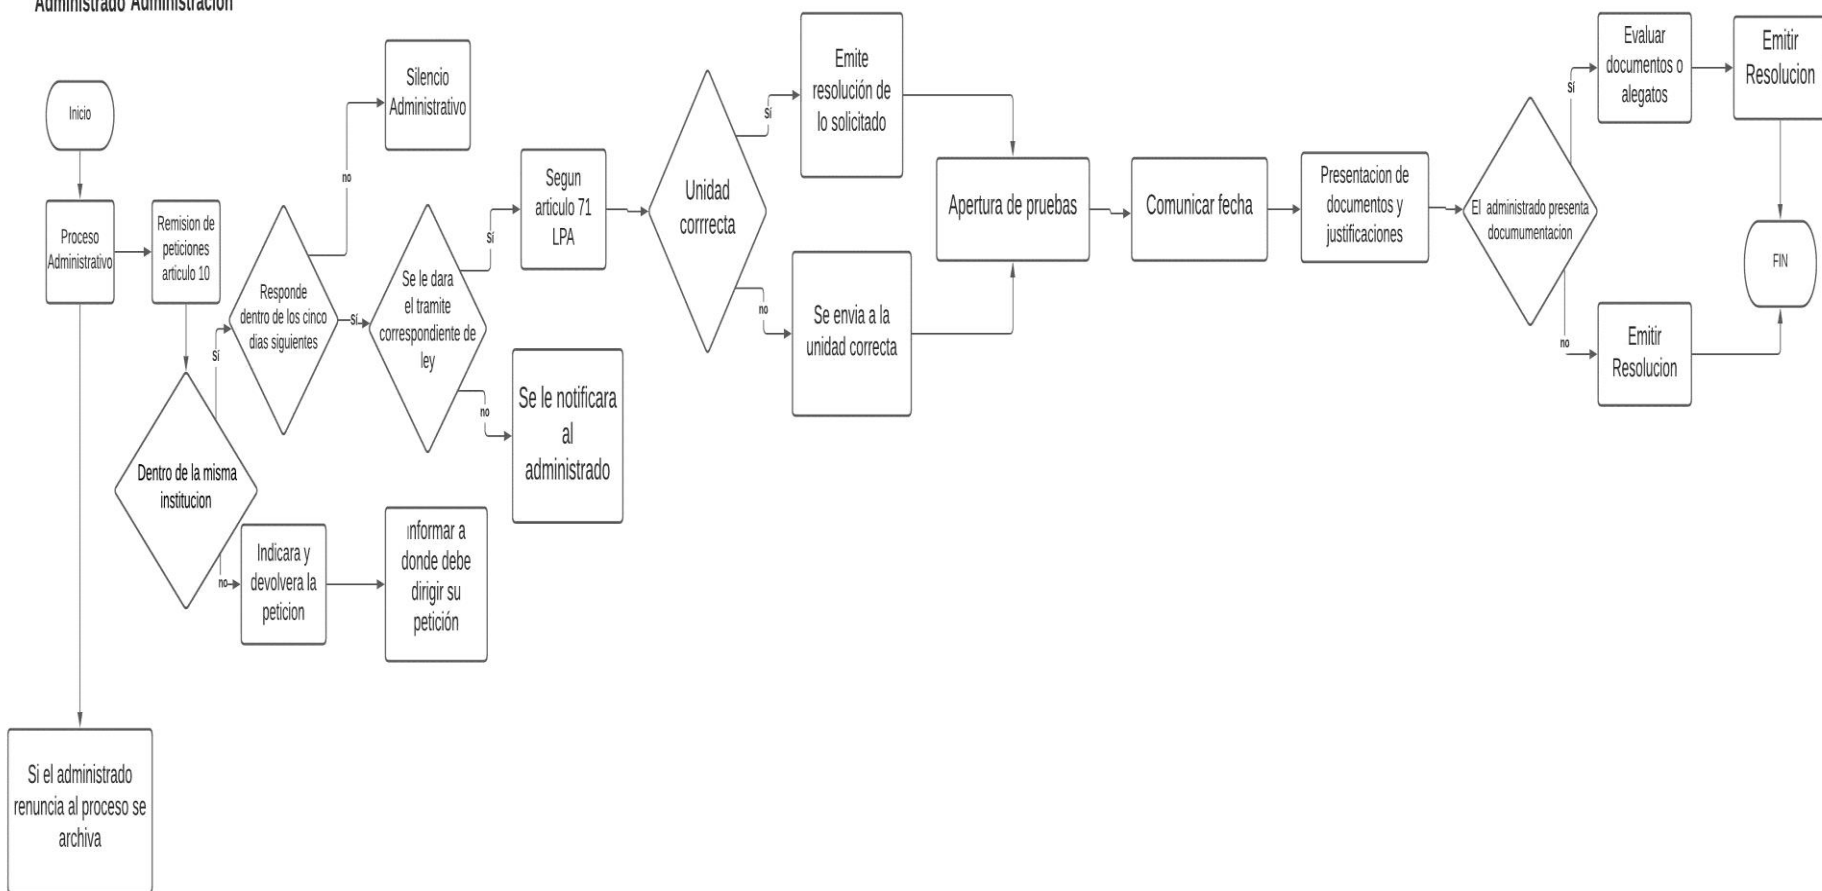 Administrado Administracion
Inicio
Proceso
Administrativo
Remision de
peticiones
articulo 10
Si el administrado
renuncia al proceso se
archiva
Dentro de la misma
institucion
sí
no
Indicara y
devolvera la
peticion
informar a
donde debe
dirigir su
petición
Responde
dentro de los cinco
dias siguientes
no
Silencio
Administrativo
sí
Se le dara
el tramite
correspondiente de
ley
sí
Segun
articulo 71
LPA
no
Se le notificara
al
administrado
Unidad
corrrecta
sí
Emite
resolución de
lo solicitado
no
Se envia a la
unidad correcta
Apertura de pruebas
Comunicar fecha
Presentacion de
documentos y
justificaciones
El administrado presenta
documumentacion
sí
Evaluar
documentos o
alegatos
Emitir
Resolucion
no
Emitir
Resolucion
FIN